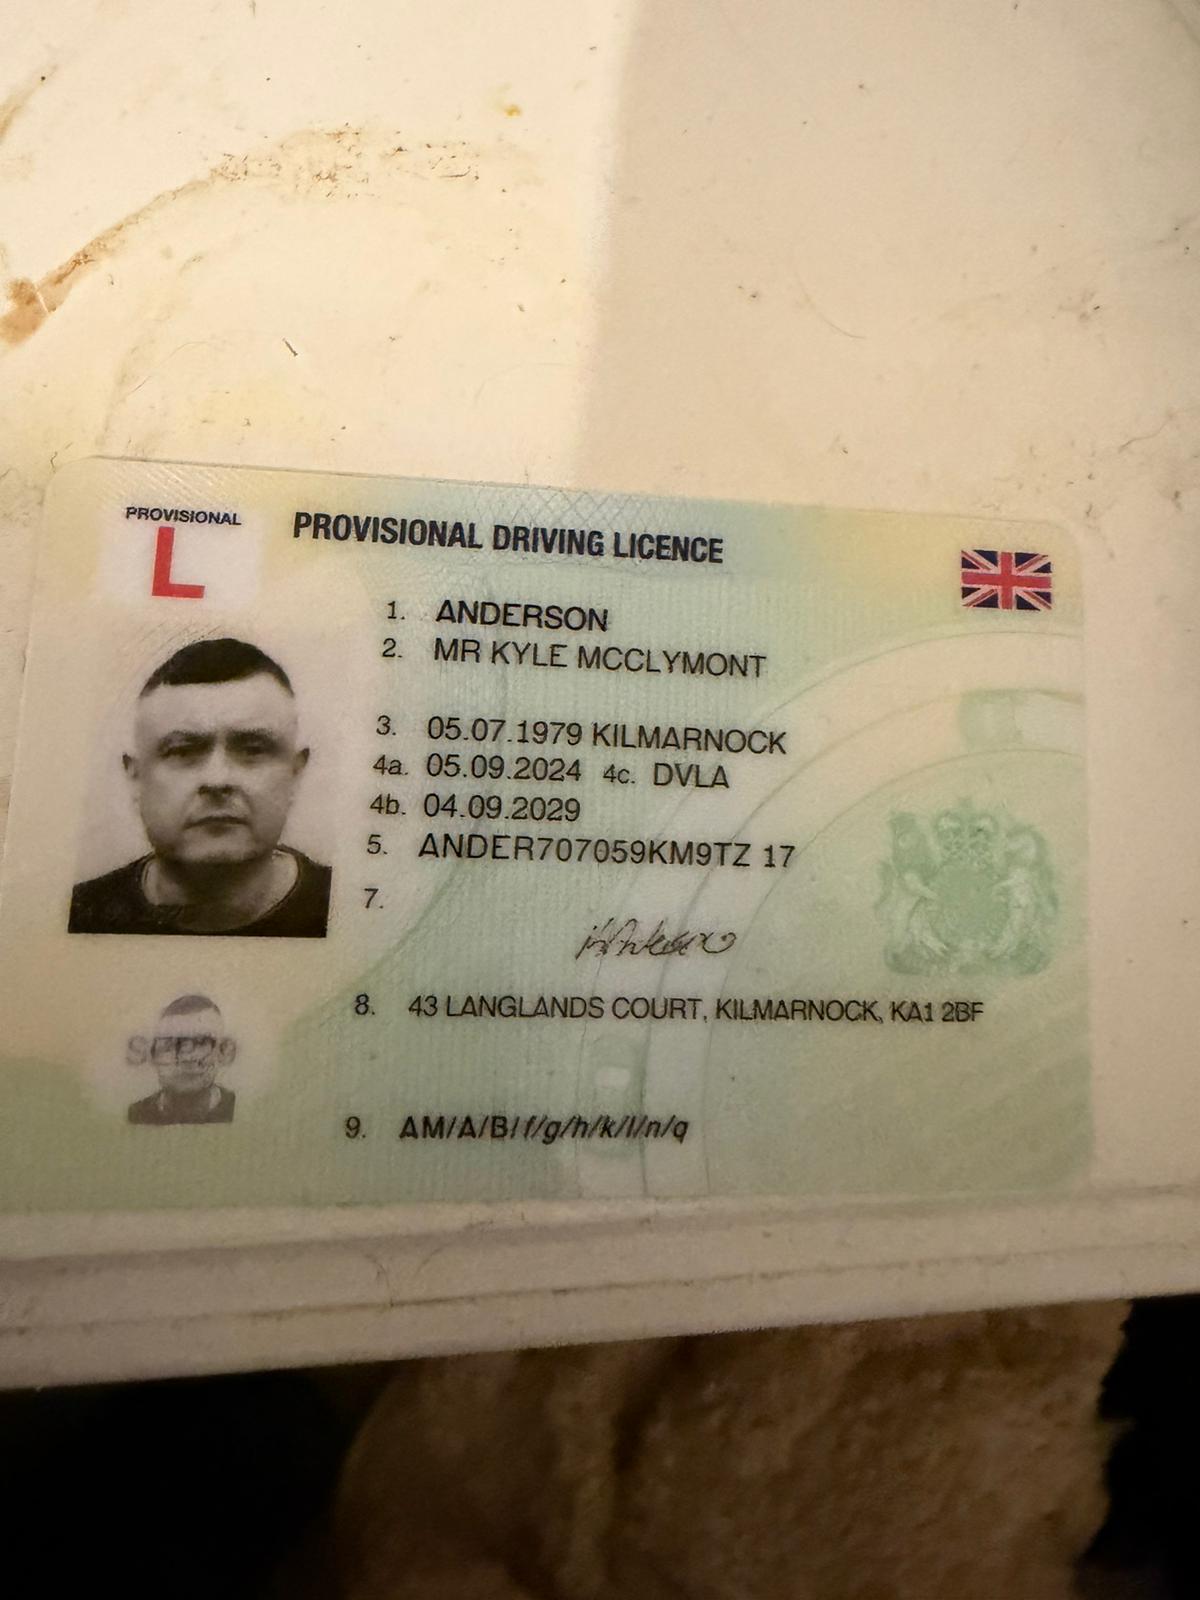 PROVISIONAL
L
PROVISIONAL DRIVING LICENCE
1. ANDERSON
2. MR KYLE MCCLYMONT
3. 05.07.1979 KILMARNOCK
4a. 05.09.2024 4c. DVLA
4b. 04.09.2029
5. ANDER707059KM9TZ 17
7.
8. 43 LANGLANDS COURT, KILMARNOCK, KA1 2BF
SEP29
9. AM/A/B/f/g/h/k/l/n/q